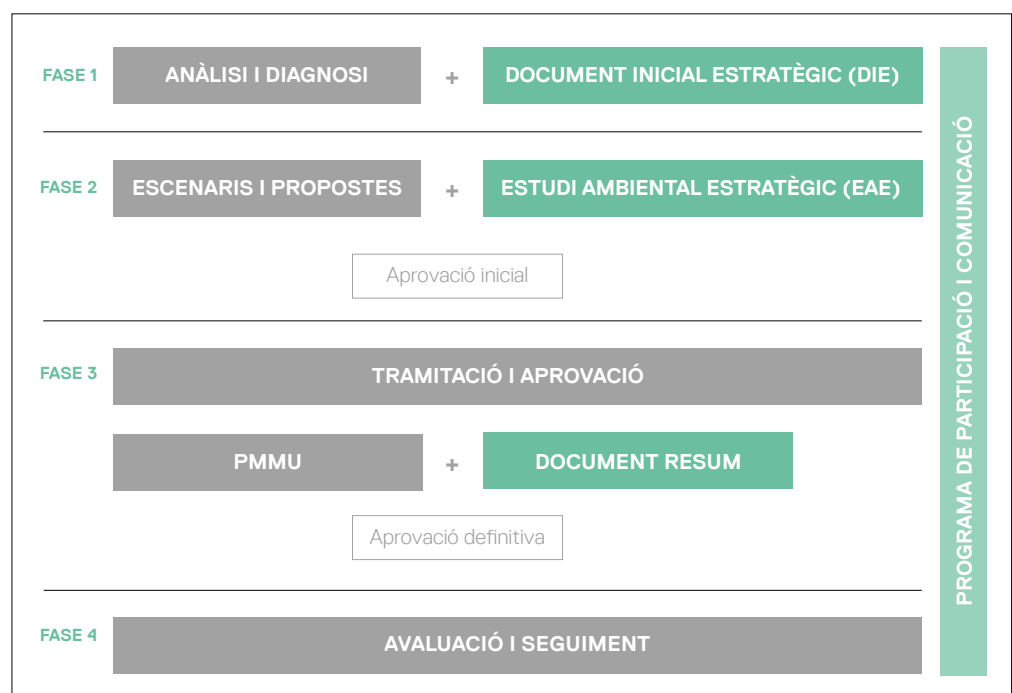 FASE 1
ANÀLISI I DIAGNOSI
+
DOCUMENT INICIAL ESTRATÈGIC (DIE)
FASE 2
ESCENARIS I PROPOSTES
+
ESTUDI AMBIENTAL ESTRATÈGIC (EAE)
Aprovació inicial
FASE 3
TRAMITACIÓ I APROVACIÓ
PMMU
+
DOCUMENT RESUM
Aprovació definitiva
FASE 4
AVALUACIÓ I SEGUIMENT
PROGRAMA DE PARTICIPACIÓ I COMUNICACIÓ